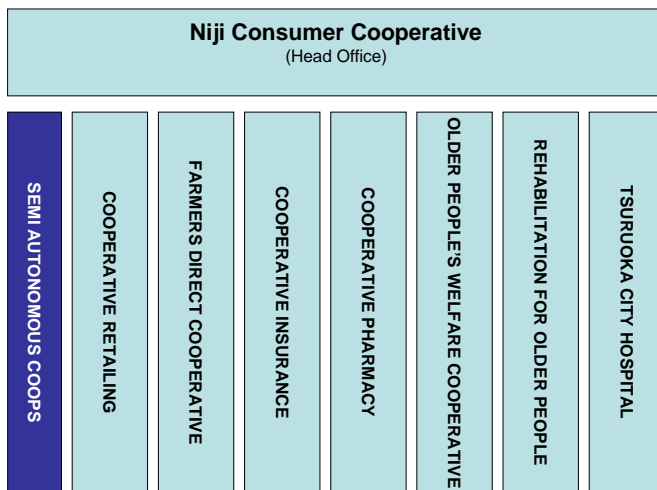 Niji Consumer Cooperative
(Head Office)
SEMI AUTONOMOUS COOPS
COOPERATIVE RETAILING
FARMERS DIRECT COOPERATIVE
COOPERATIVE INSURANCE
COOPERATIVE PHARMACY
OLDER PEOPLE'S WELFARE COOPERATIVE
REHABILITATION FOR OLDER PEOPLE
TSURUOKA CITY HOSPITAL